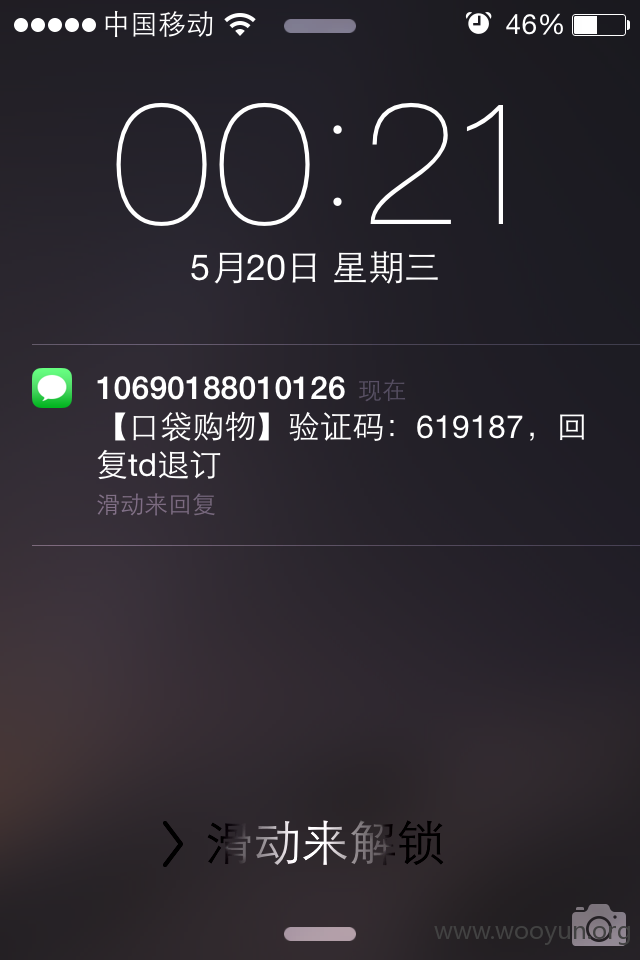 中国移动 46%
00:21
5月20日 星期三
10690188010126 现在
【口袋购物】验证码：619187，回
复td退订
滑动来回复
滑动来解锁
www.wooyun.org